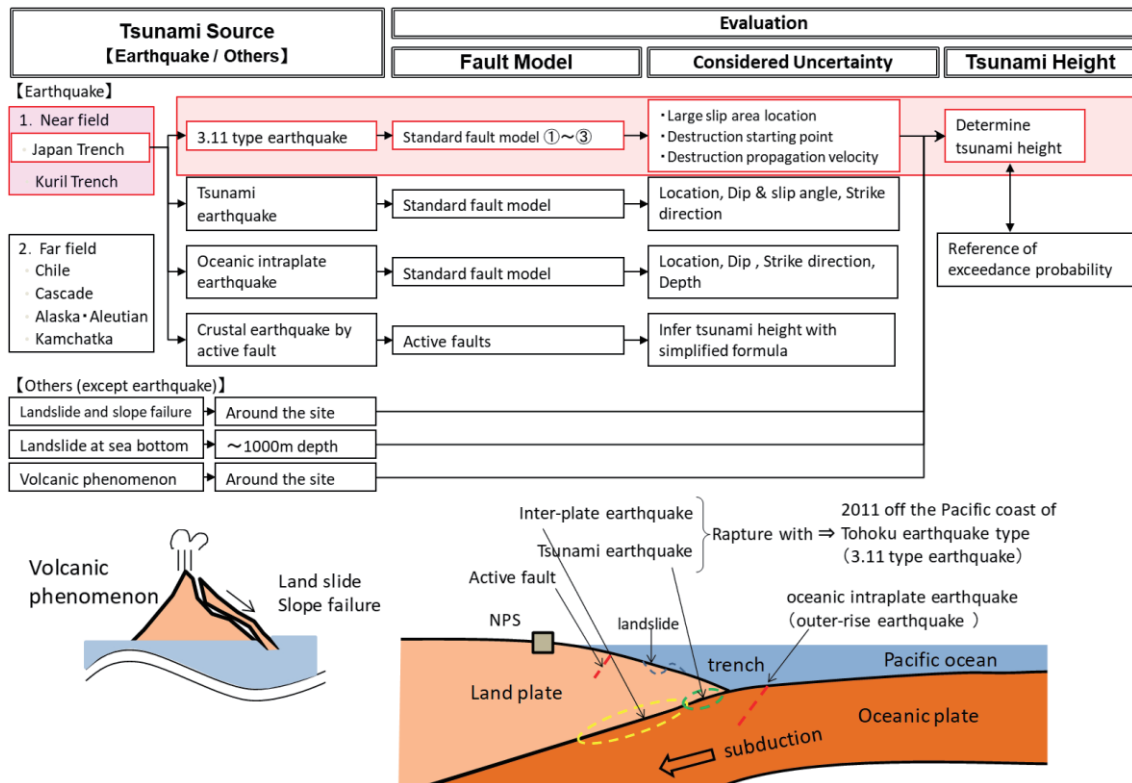 Tsunami Source
【Earthquake / Others】
Evaluation
Fault Model
Considered Uncertainty
Tsunami Height
【Earthquake】
1. Near field
・Japan Trench
Kuril Trench
3.11 type earthquake
Standard fault model ①～③
・Large slip area location
・Destruction starting point
・Destruction propagation velocity
Determine
tsunami height
Tsunami
earthquake
Standard fault model
Location, Dip & slip angle, Strike
direction
2. Far field
・Chile
・Cascade
・Alaska・Aleutian
・Kamchatka
Oceanic intraplate
earthquake
Standard fault model
Location, Dip , Strike direction,
Depth
Reference of
exceedance probability
Crustal earthquake by
active fault
Active faults
Infer tsunami height with
simplified formula
【Others (except earthquake)】
Landslide and slope failure
Around the site
Landslide at sea bottom
～1000m depth
Volcanic phenomenon
Around the site
Volcanic
phenomenon
Land slide
Slope failure
Inter-plate earthquake
Tsunami earthquake
Active fault
Rapture with ⇒
2011 off the Pacific coast of
Tohoku earthquake type
（3.11 type earthquake）
NPS
landslide
oceanic intraplate earthquake
（outer-rise earthquake ）
trench
Pacific ocean
Land plate
Oceanic plate
subduction